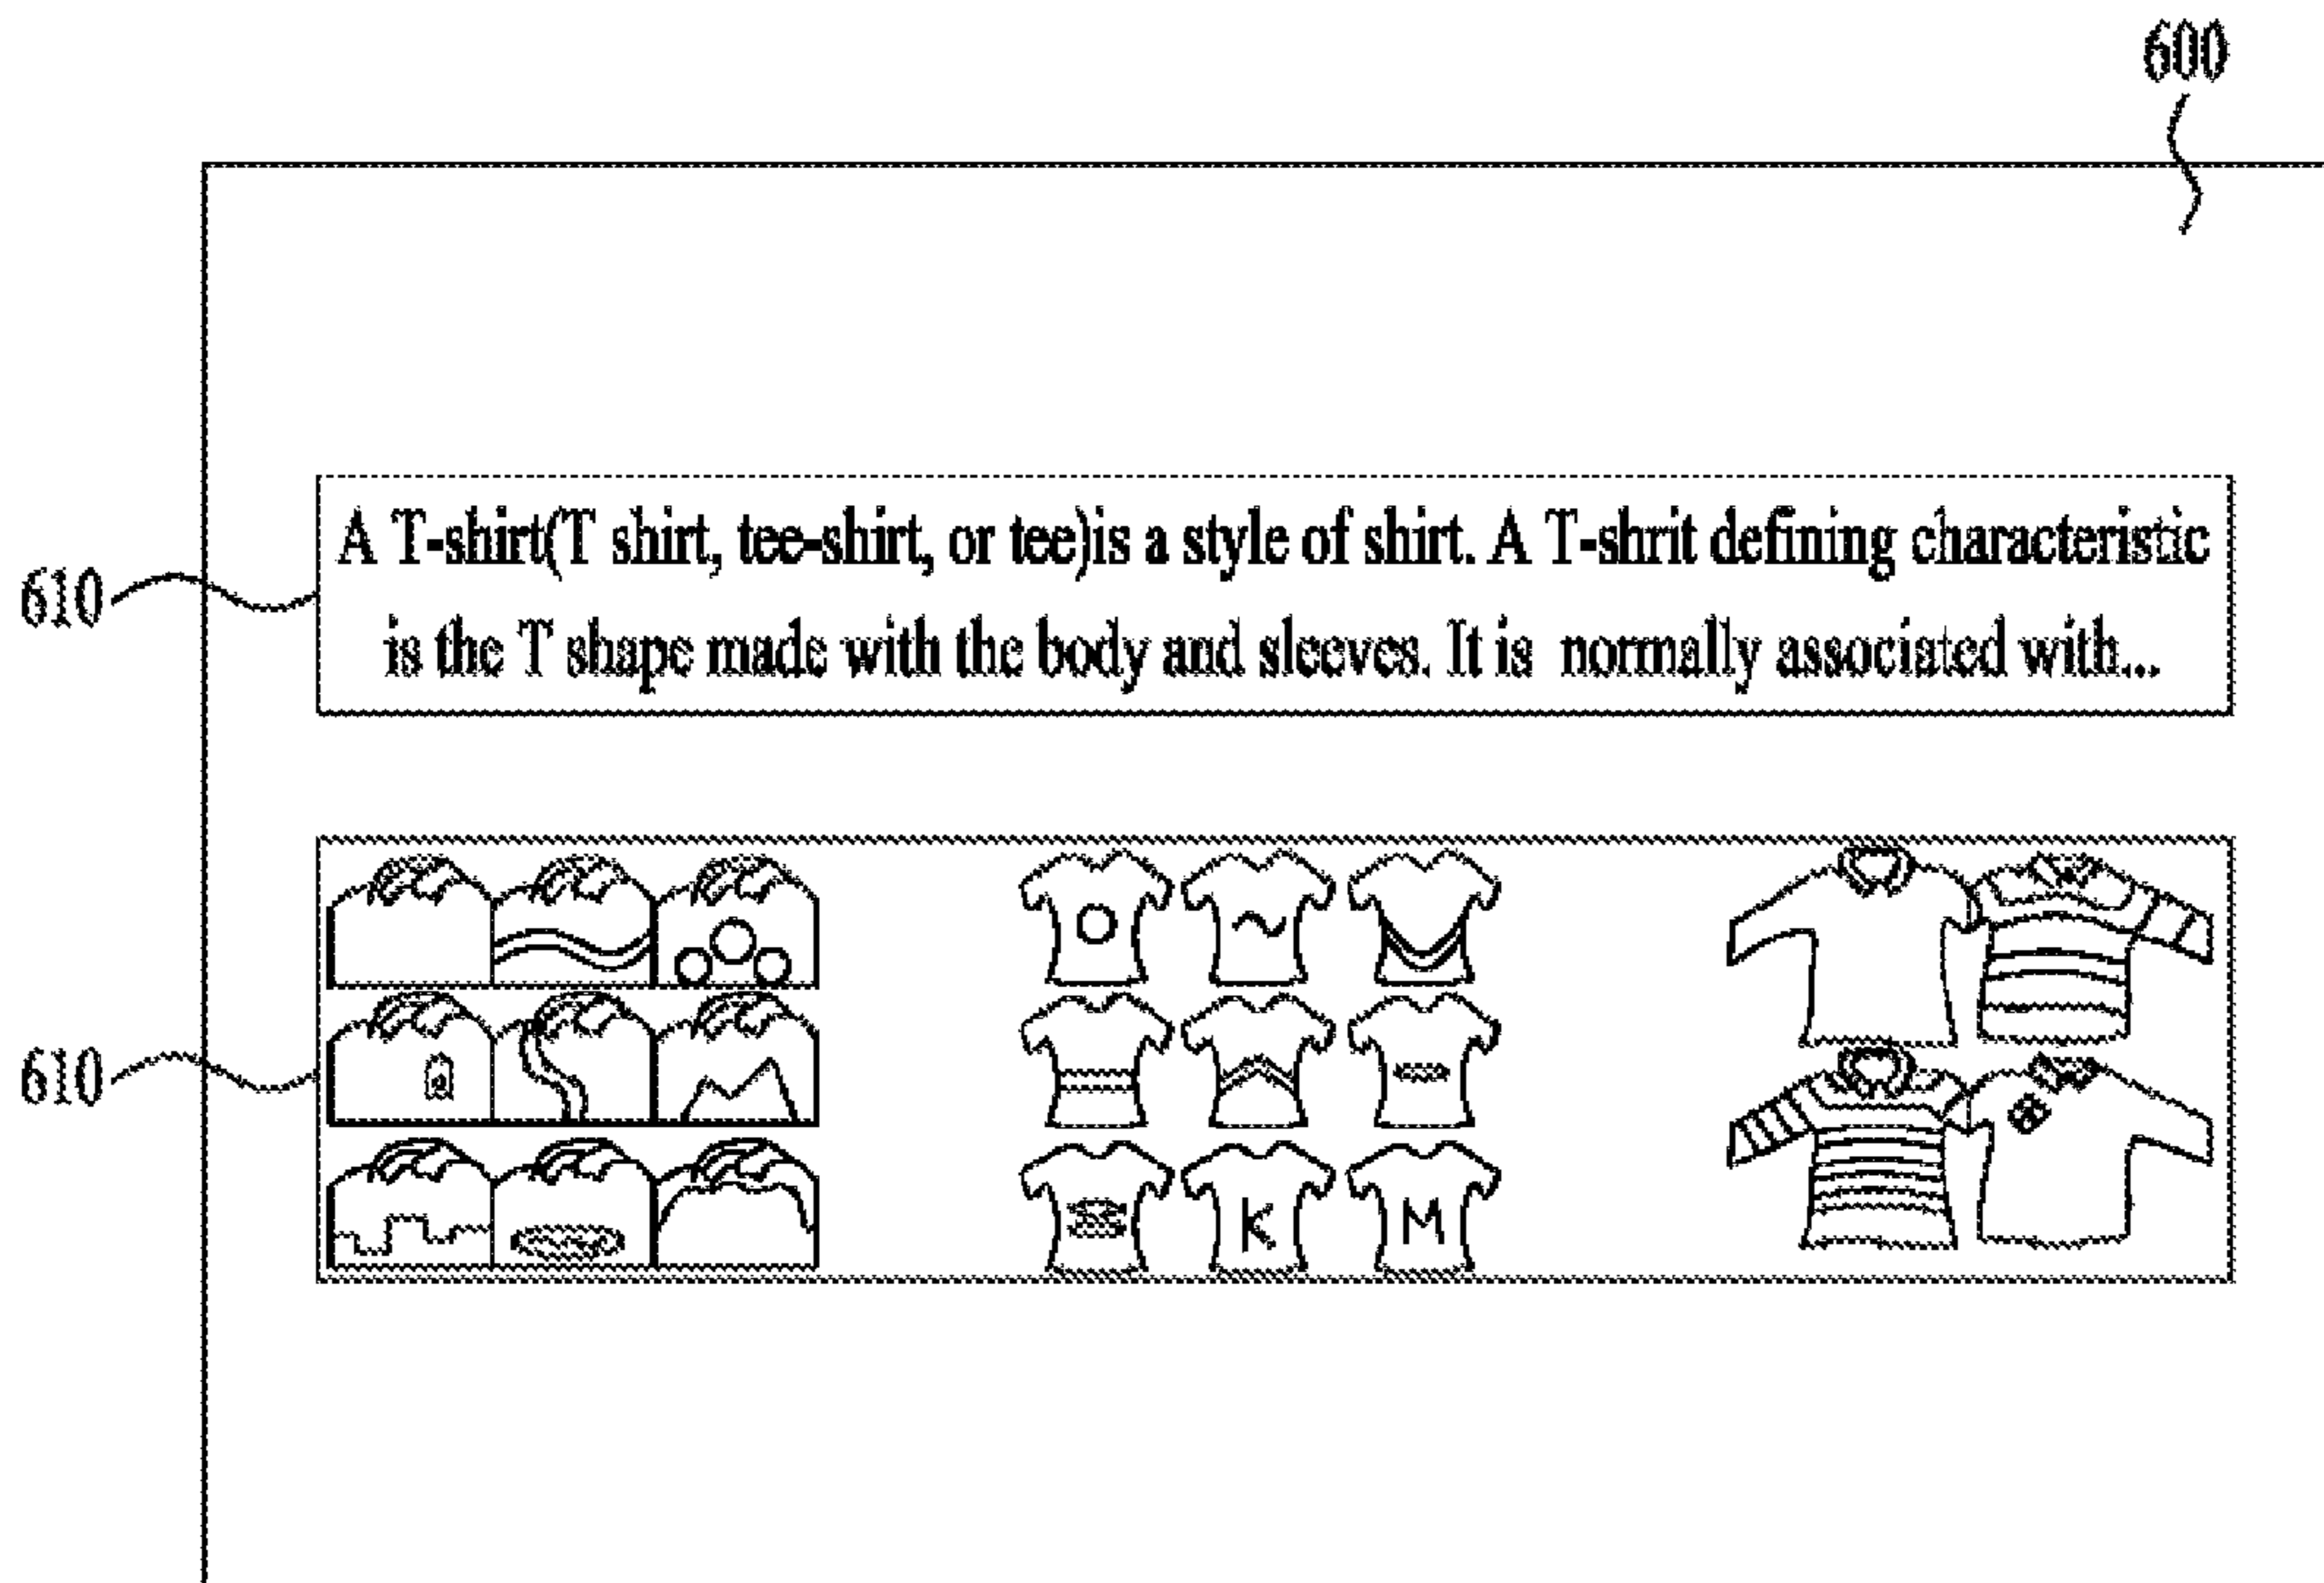 600
610
A T-shirt(T shirt, tee-shirt, or tee)is a style of shirt. A T-shrit defining characteristic
is the T shape made with the body and sleeves. It is normally associated with...
610
a
K
M